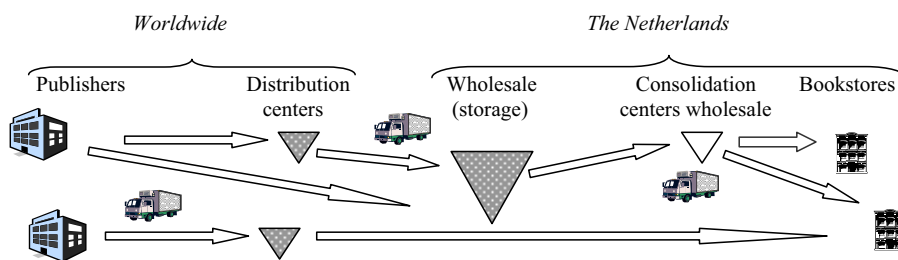 Worldwide
The Netherlands
Publishers
Distribution
centers
Wholesale
(storage)
Consolidation
centers wholesale
Bookstores